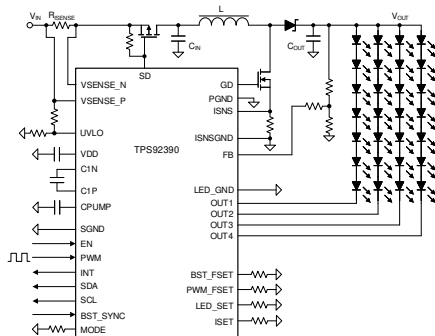 VIN RISENSE L VOUT
CIN COUT
SD
VSENSE_N GD
VSENSE_P PGND
ISNS
UVLO ISNSGND
TPS92390
VDD FB
C1N
C1P LED_GND
CPUMP OUT1
OUT2
SGND OUT3
EN OUT4
PWM
INT BST_FSET
SDA PWM_FSET
SCL LED_SET
BST_SYNC ISET
MODE